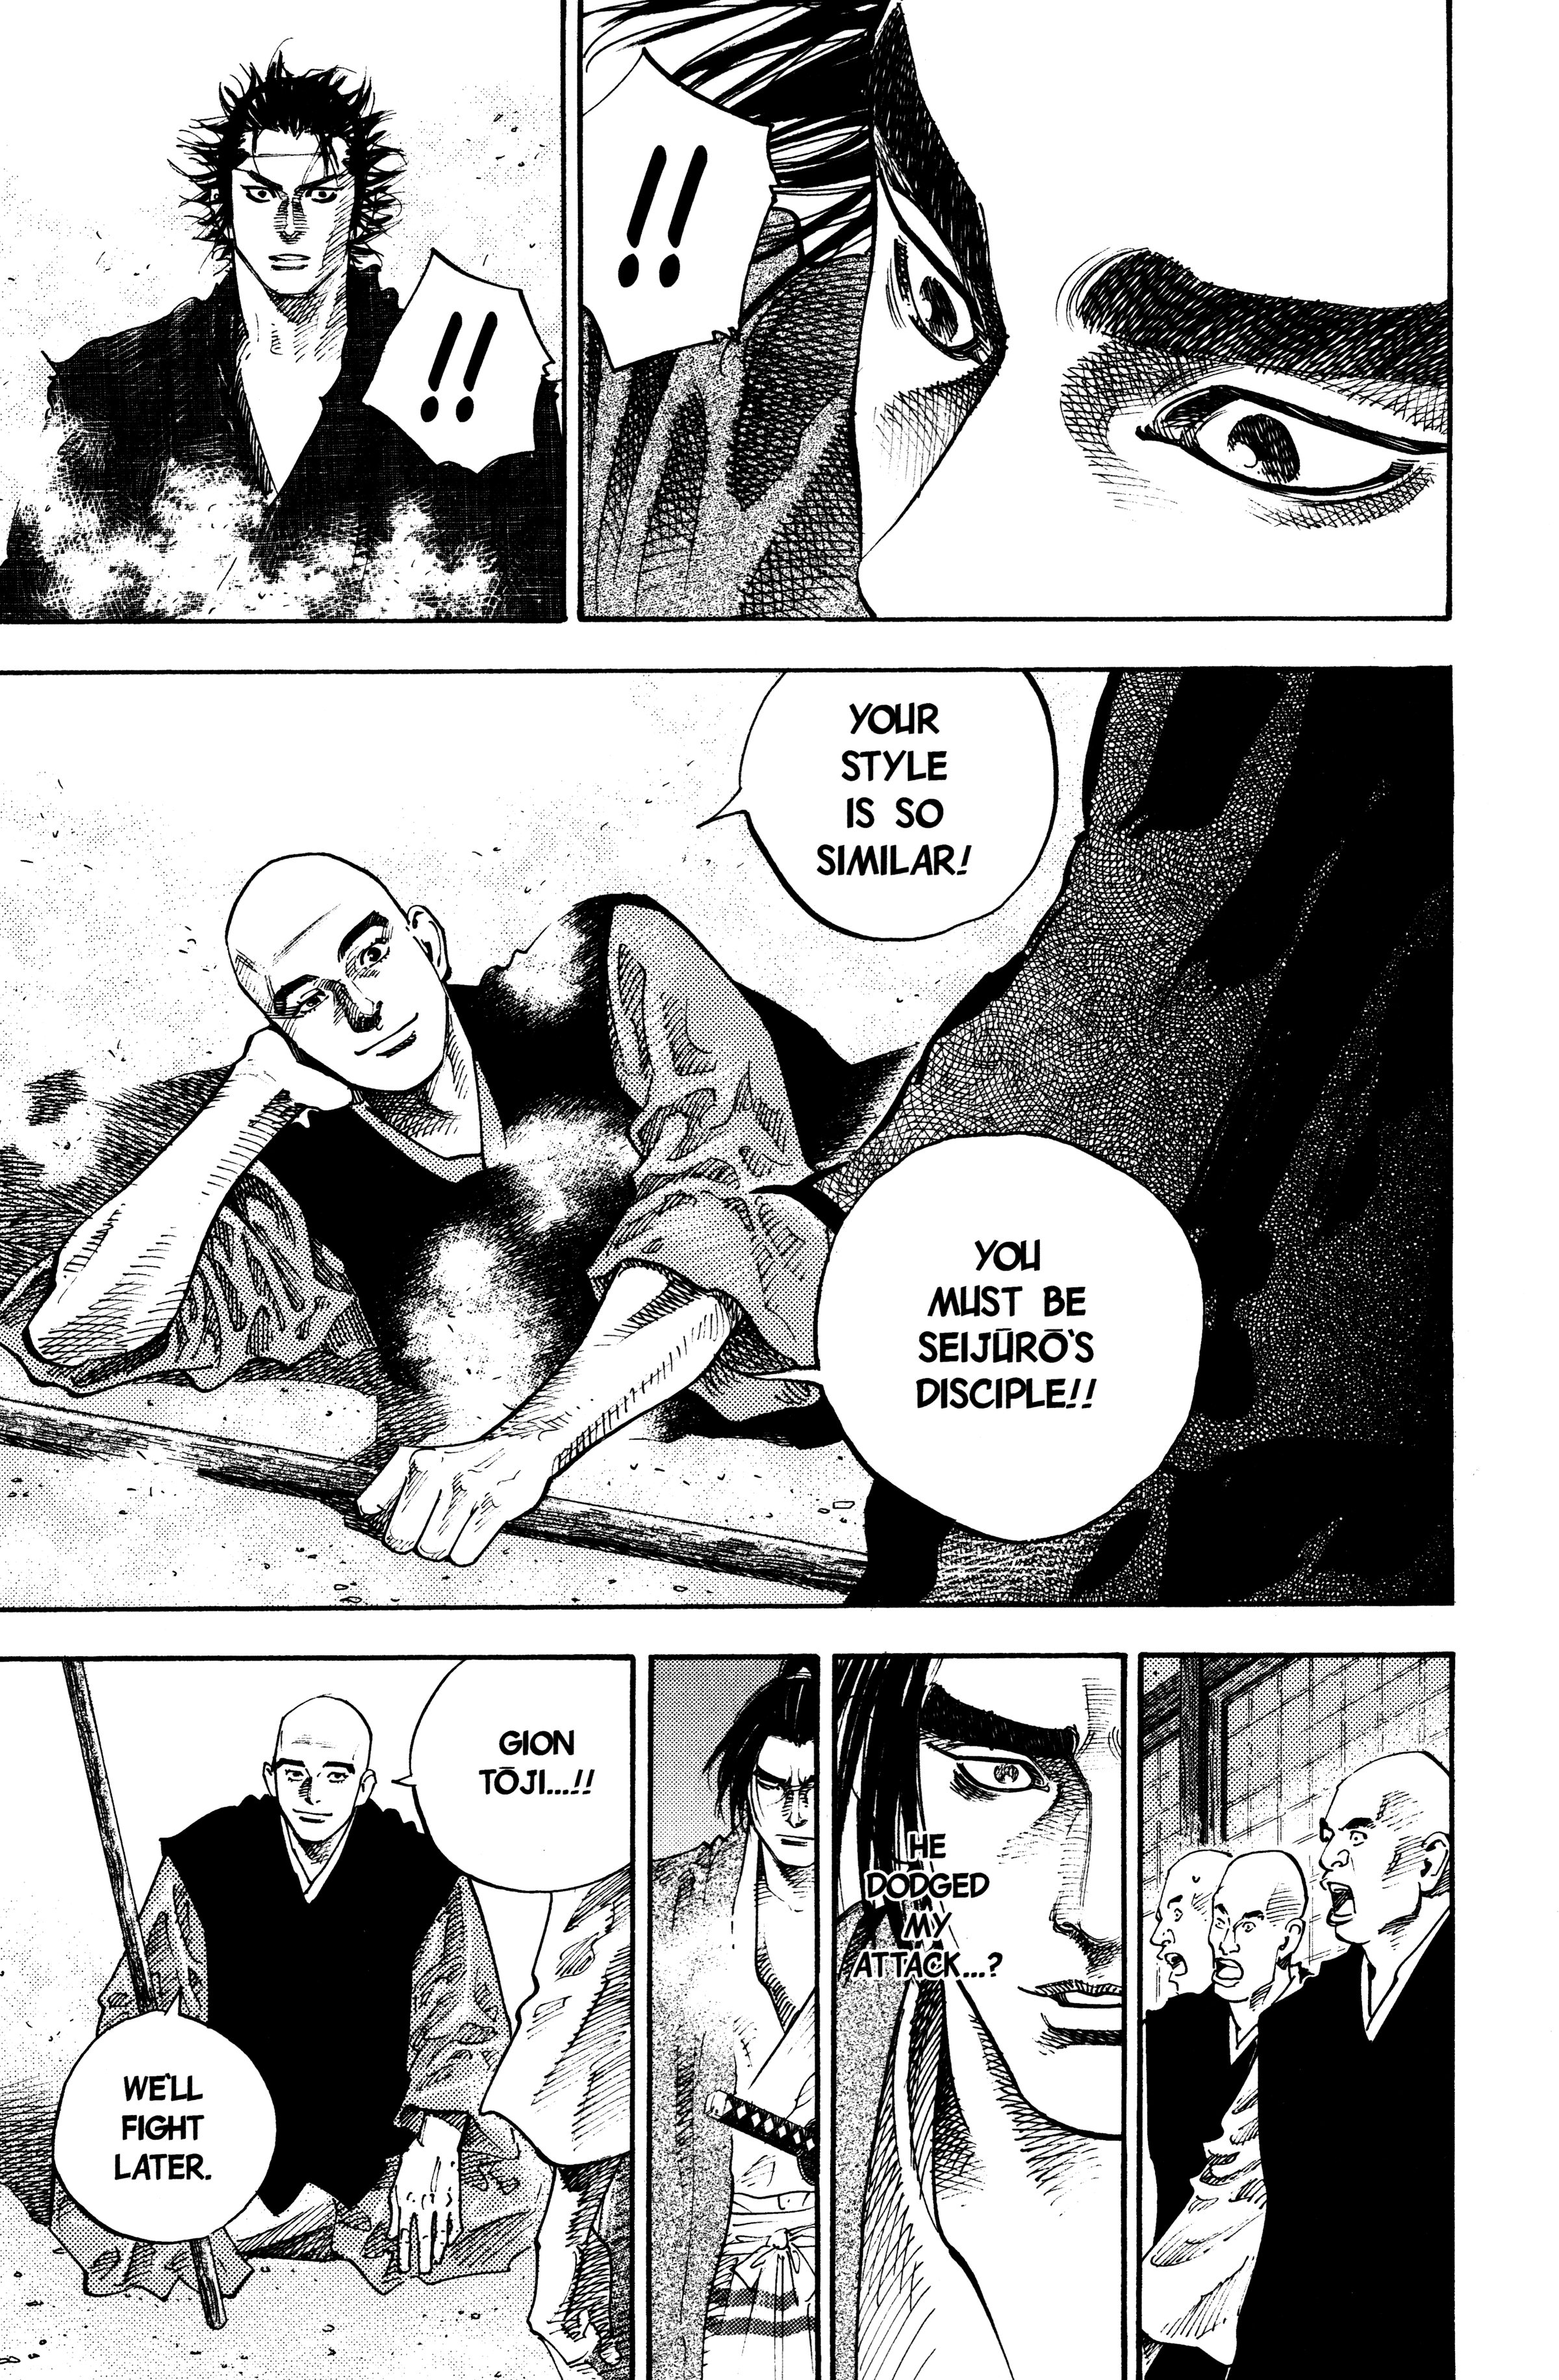 !!
!!
YOUR
STYLE
IS SO
SIMILAR!
YOU
MUST BE
SEIJŪRŌ'S
DISCIPLE!!
HE
DODGED
MY
ATTACK...?
GION
TŌJI...!!
WE'LL
FIGHT
LATER.